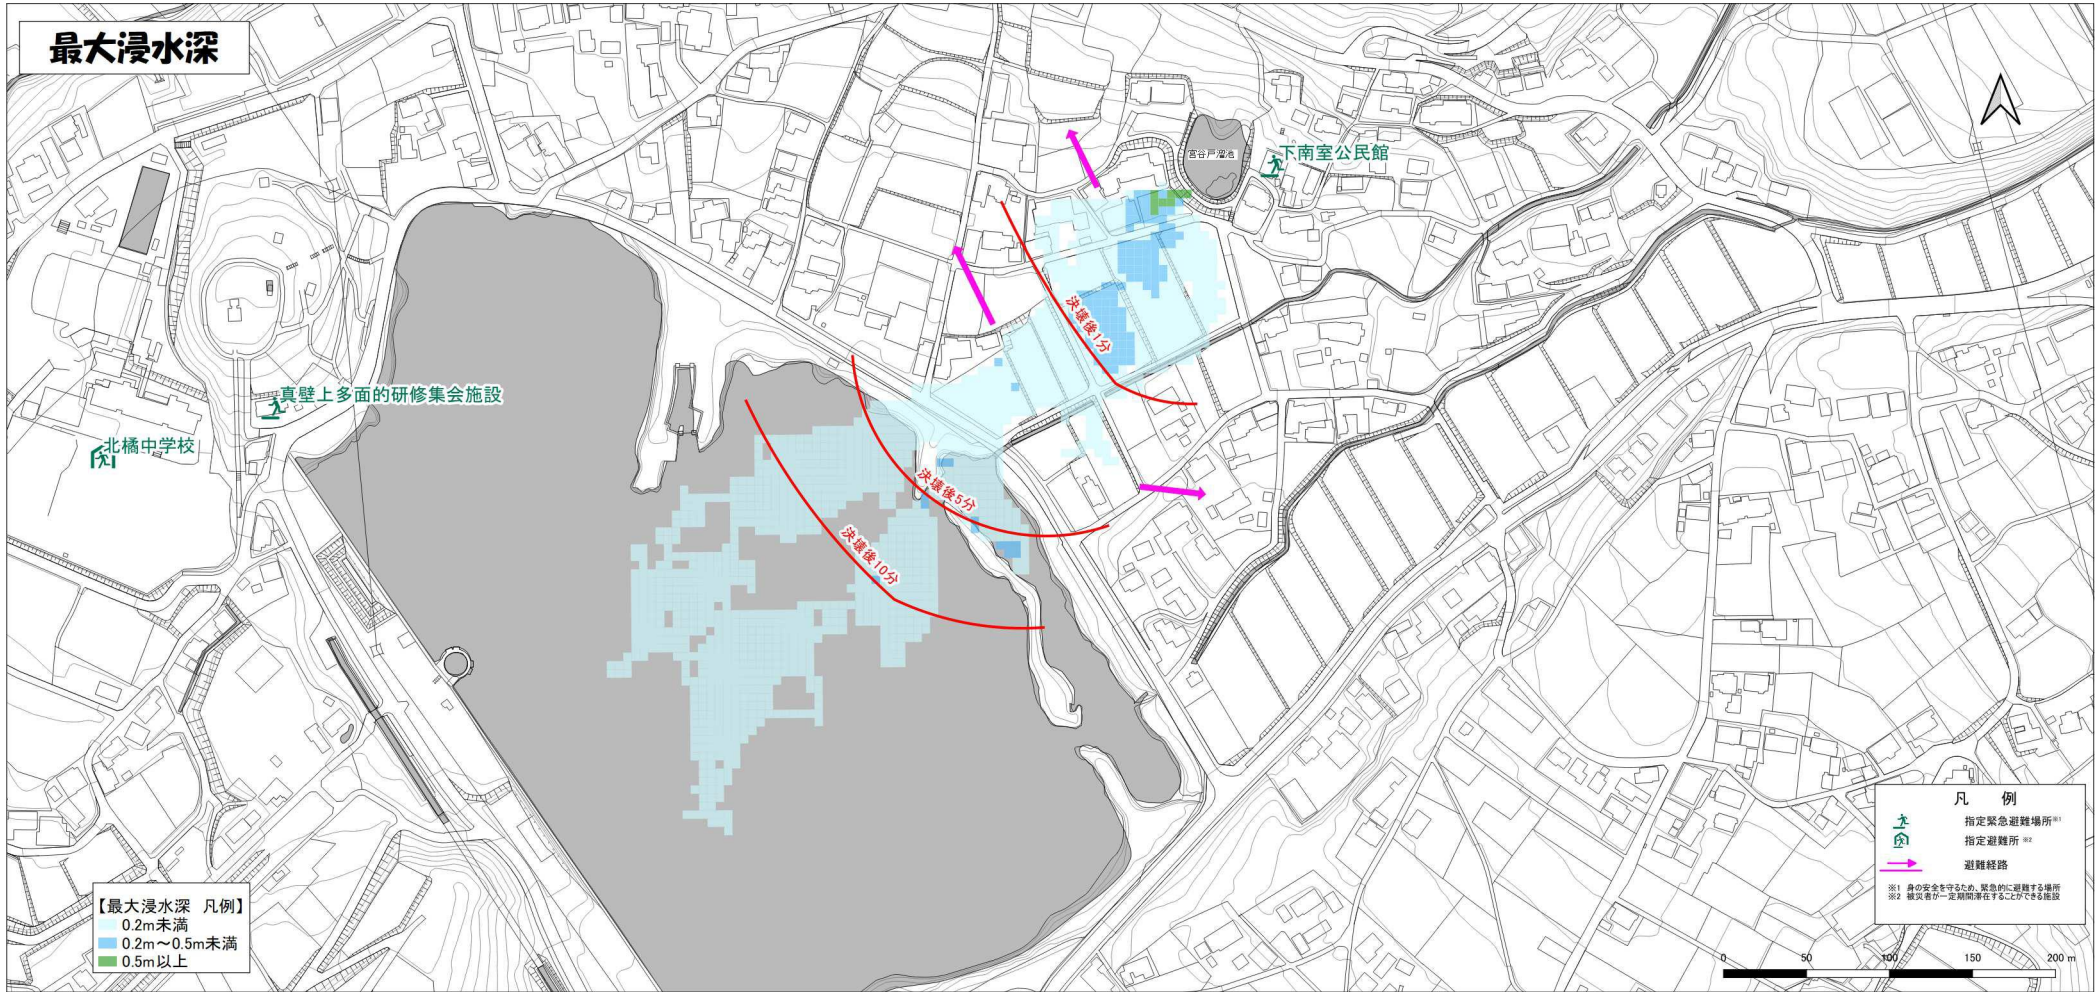 最大浸水深
宮谷戸溜池
下南室公民館
決壊後1分
真壁上多面的研修集会施設
北橘中学校
決壊後5分
決壊後10分
凡 例
指定緊急避難場所※1
指定避難所 ※2
避難経路
※1 身の安全を守るため、緊急的に避難する場所
※2 被災者が一定期間滞在することができる施設
【最大浸水深 凡例】
0.2m未満
0.2m～0.5m未満
0.5m以上
0 50 100 150 200 m